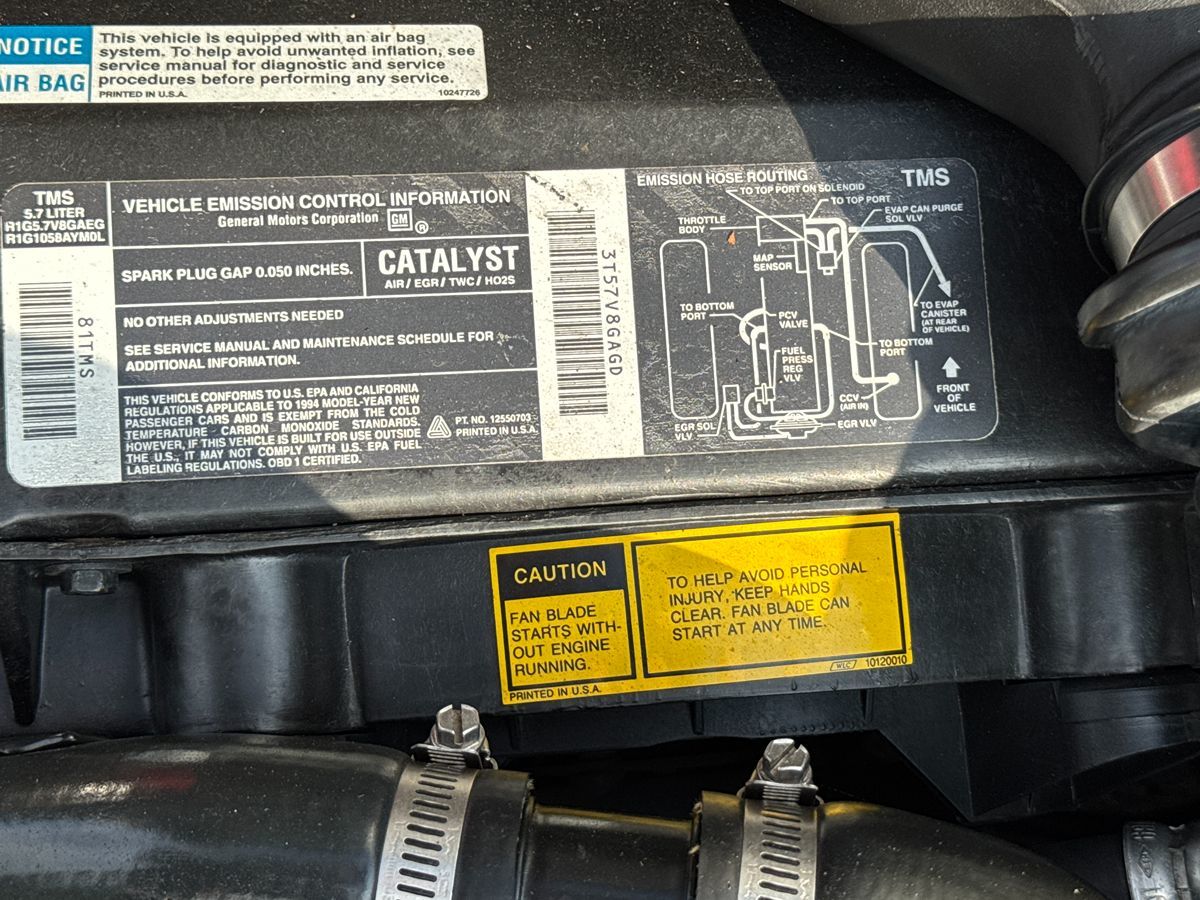 NOTICE
AIR BAG
This vehicle is equipped with an air bag
system. To help avoid unwanted inflation, see
service manual for diagnostic and service
procedures before performing any service.
PRINTED IN U.S.A.
10247726
TMS
5.7 LITER
R1G5.7V8GAEG
R1G1058AYM0L
81TMS
VEHICLE EMISSION CONTROL INFORMATION
General Motors Corporation GM ®
SPARK PLUG GAP 0.050 INCHES.
CATALYST
AIR / EGR / TWC / HO2S
NO OTHER ADJUSTMENTS NEEDED
SEE SERVICE MANUAL AND MAINTENANCE SCHEDULE FOR
ADDITIONAL INFORMATION.
THIS VEHICLE CONFORMS TO U.S. EPA AND CALIFORNIA
REGULATIONS APPLICABLE TO 1994 MODEL-YEAR NEW
PASSENGER CARS AND IS EXEMPT FROM THE COLD
TEMPERATURE CARBON MONOXIDE STANDARDS.
HOWEVER, IF THIS VEHICLE IS BUILT FOR USE OUTSIDE
THE U.S., IT MAY NOT COMPLY WITH U.S. EPA FUEL
LABELING REGULATIONS. OBD 1 CERTIFIED.
PT. NO. 12550703
PRINTED IN U.S.A.
3T57V8GAGD
EMISSION HOSE ROUTING
TMS
TO TOP PORT ON SOLENOID
TO TOP PORT
EVAP CAN PURGE
SOL VLV
THROTTLE
BODY
MAP
SENSOR
TO BOTTOM
PORT
PCV
VALVE
FUEL
PRESS
REG
VLV
TO EVAP
CANISTER
(AT REAR
OF VEHICLE)
TO BOTTOM
PORT
CCV
(AIR IN)
FRONT
OF
VEHICLE
EGR SOL
VLV
EGR VLV
CAUTION
FAN BLADE
STARTS WITH-
OUT ENGINE
RUNNING.
PRINTED IN U.S.A.
TO HELP AVOID PERSONAL
INJURY, KEEP HANDS
CLEAR. FAN BLADE CAN
START AT ANY TIME.
WLC 10120010